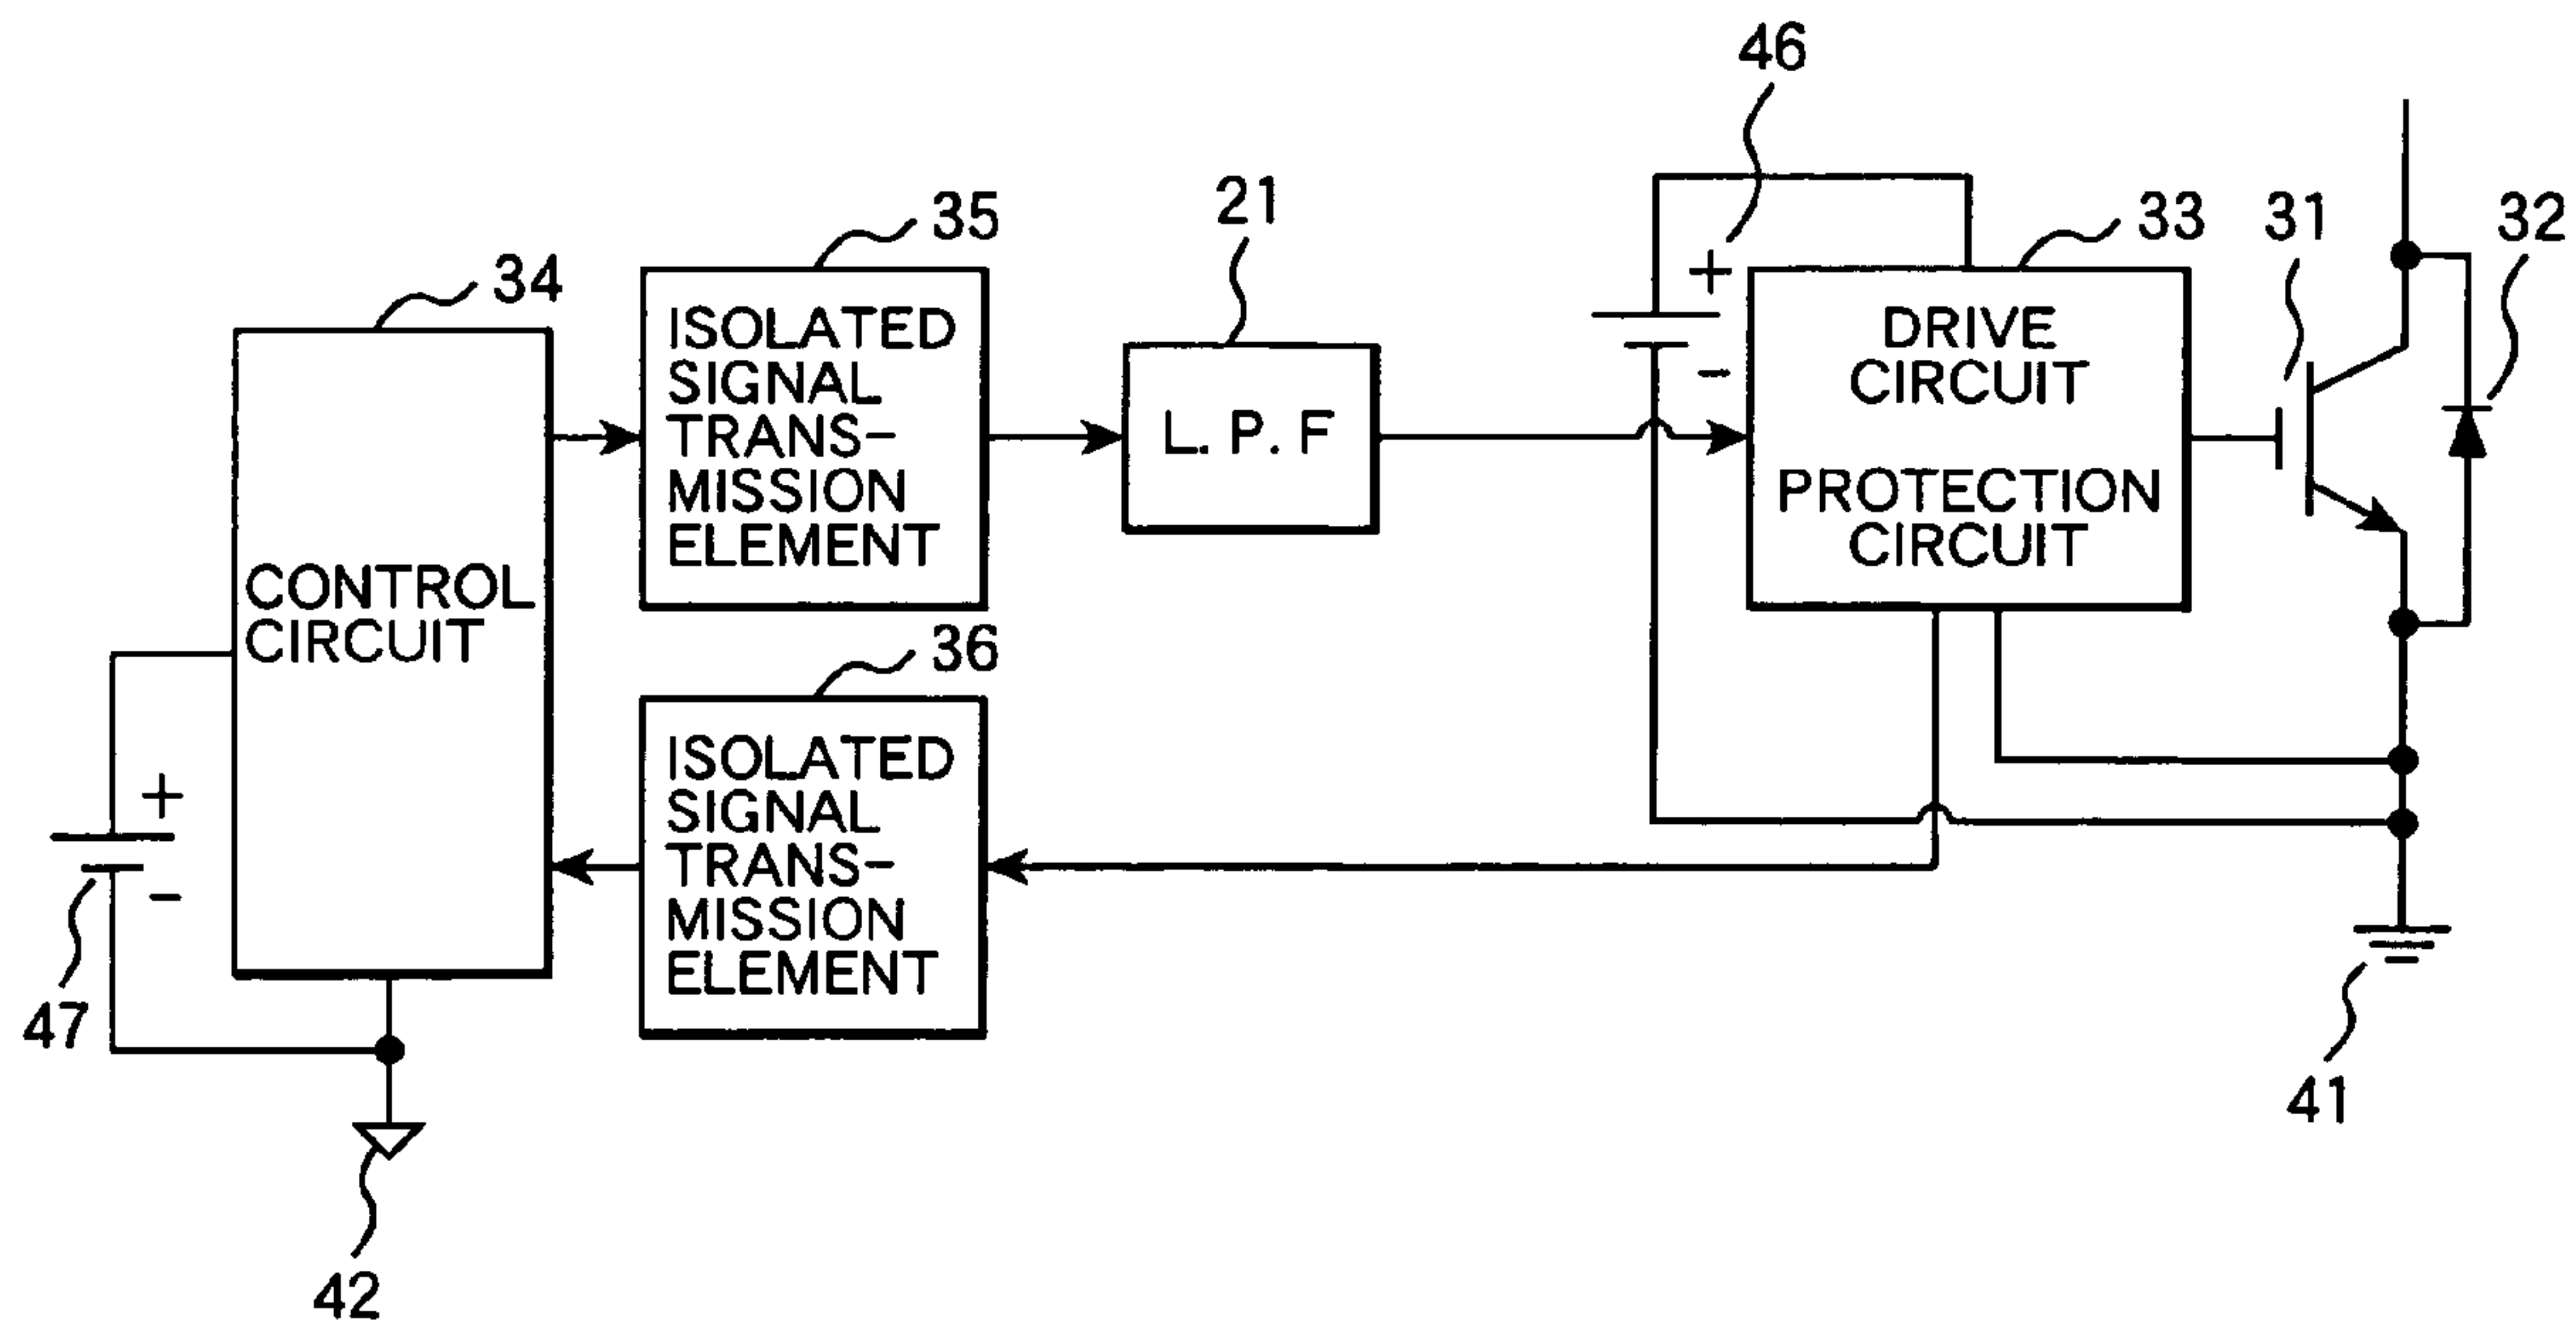 46
35
21
33
31
32
34
ISOLATED
SIGNAL
TRANS-
MISSION
ELEMENT
L. P. F
+
-
DRIVE
CIRCUIT
PROTECTION
CIRCUIT
CONTROL
CIRCUIT
36
ISOLATED
SIGNAL
TRANS-
MISSION
ELEMENT
+
-
47
41
42